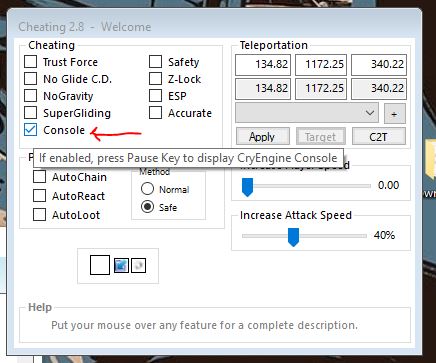 Cheating 2.8 - Welcome
Cheating
Trust Force
Safety
No Glide C.D.
Z-Lock
NoGravity
ESP
SuperGliding
Accurate
Console
Teleportation
134.82 1172.25 340.22
134.82 1172.25 340.22
+
Apply Target C2T
If enabled, press Pause Key to display CryEngine Console
P
AutoChain
AutoReact
AutoLoot
Method
Normal
Safe
0.00
Increase Attack Speed
40%
Help
Put your mouse over any feature for a complete description.